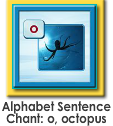 o
Alphabet Sentence
Chant: o, octopus